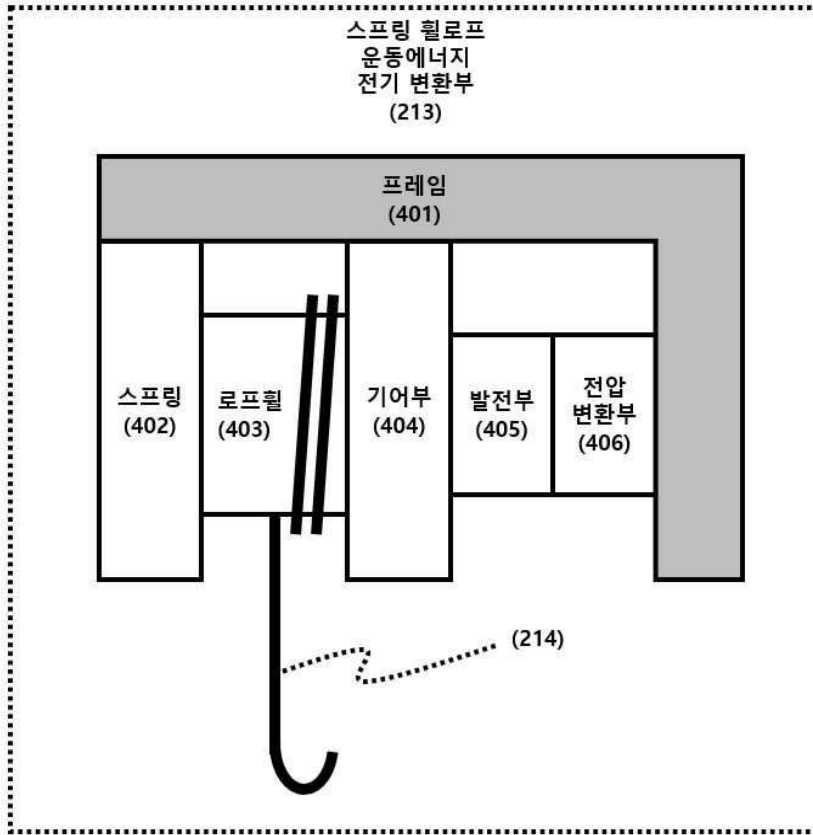 스프링 휠로프
운동에너지
전기 변환부
(213)
프레임
(401)
스프링
(402)
로프휠
(403)
기어부
(404)
발전부
(405)
전압
변환부
(406)
(214)